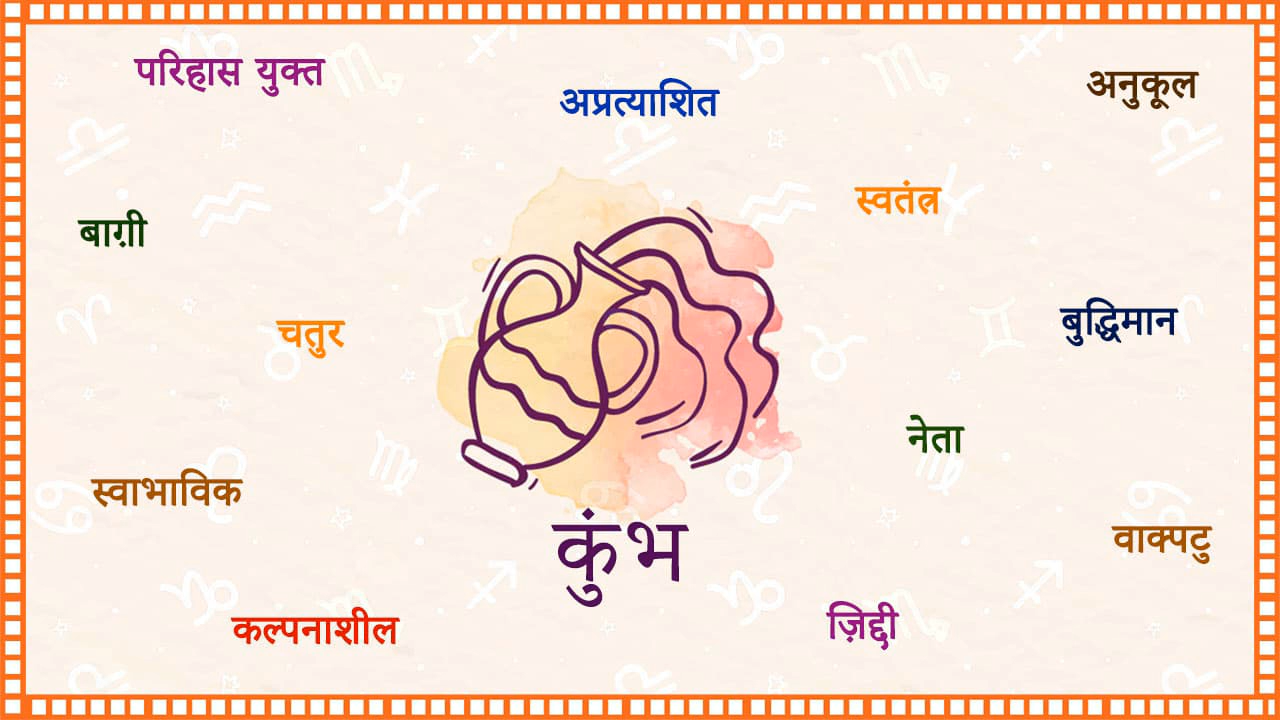 परिहास युक्त
अप्रत्याशित
अनुकूल
स्वतंत्र
बाग़ी
चतुर
बुद्धिमान
नेता
स्वाभाविक
वाक्पटु
कुंभ
कल्पनाशील
ज़िद्दी